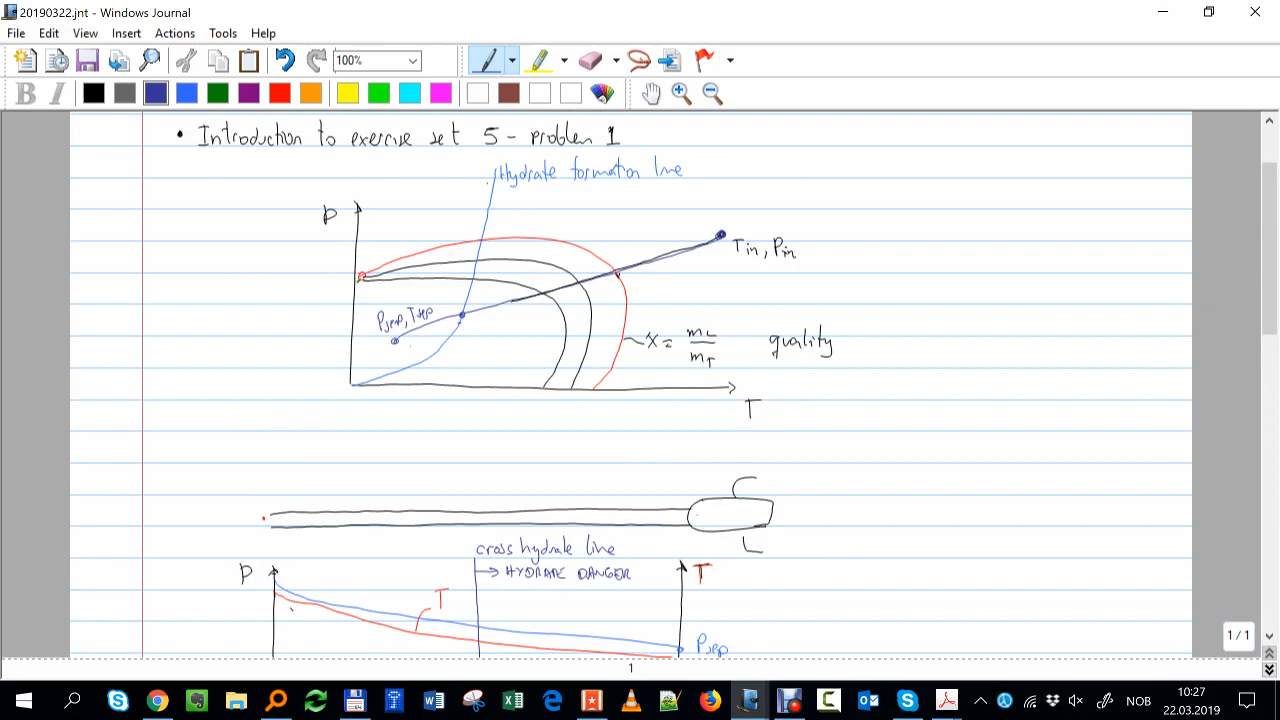 20190322.jnt - Windows Journal
File Edit View Insert Actions Tools Help
100%
B I
• Introduction to exercise set 5 - problem 1
Hydrate formation line
P
Tin, Pin
Psep, Tsep
X = mL / mT quality
T
cross hydrate line
P → HYDRATE DANGER T
T
Psep
1 / 1
1
NOB
10:27
22.03.2019